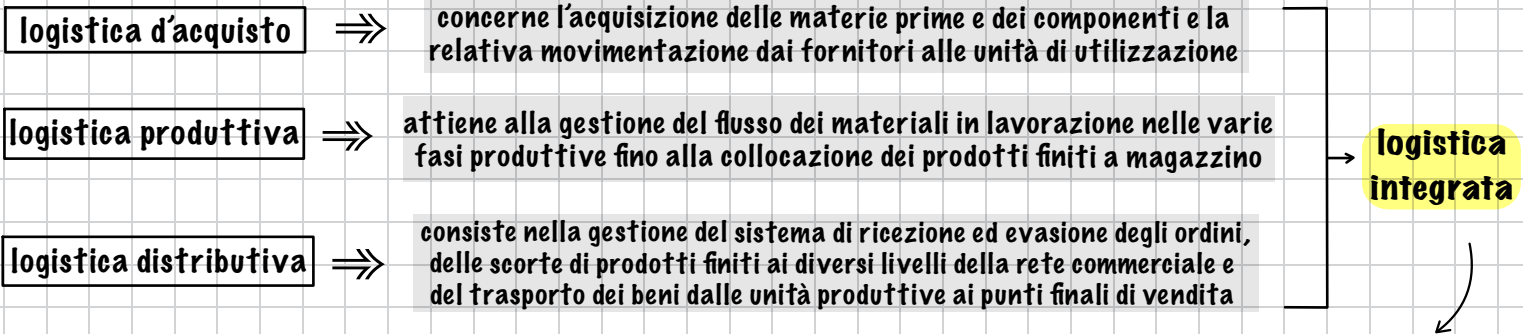 logistica d'acquisto
concerne l'acquisizione delle materie prime e dei componenti e la
relativa movimentazione dai fornitori alle unità di utilizzazione
logistica produttiva
attiene alla gestione del flusso dei materiali in lavorazione nelle varie
fasi produttive fino alla collocazione dei prodotti finiti a magazzino
logistica distributiva
consiste nella gestione del sistema di ricezione ed evasione degli ordini,
delle scorte di prodotti finiti ai diversi livelli della rete commerciale e
del trasporto dei beni dalle unità produttive ai punti finali di vendita
logistica
integrata